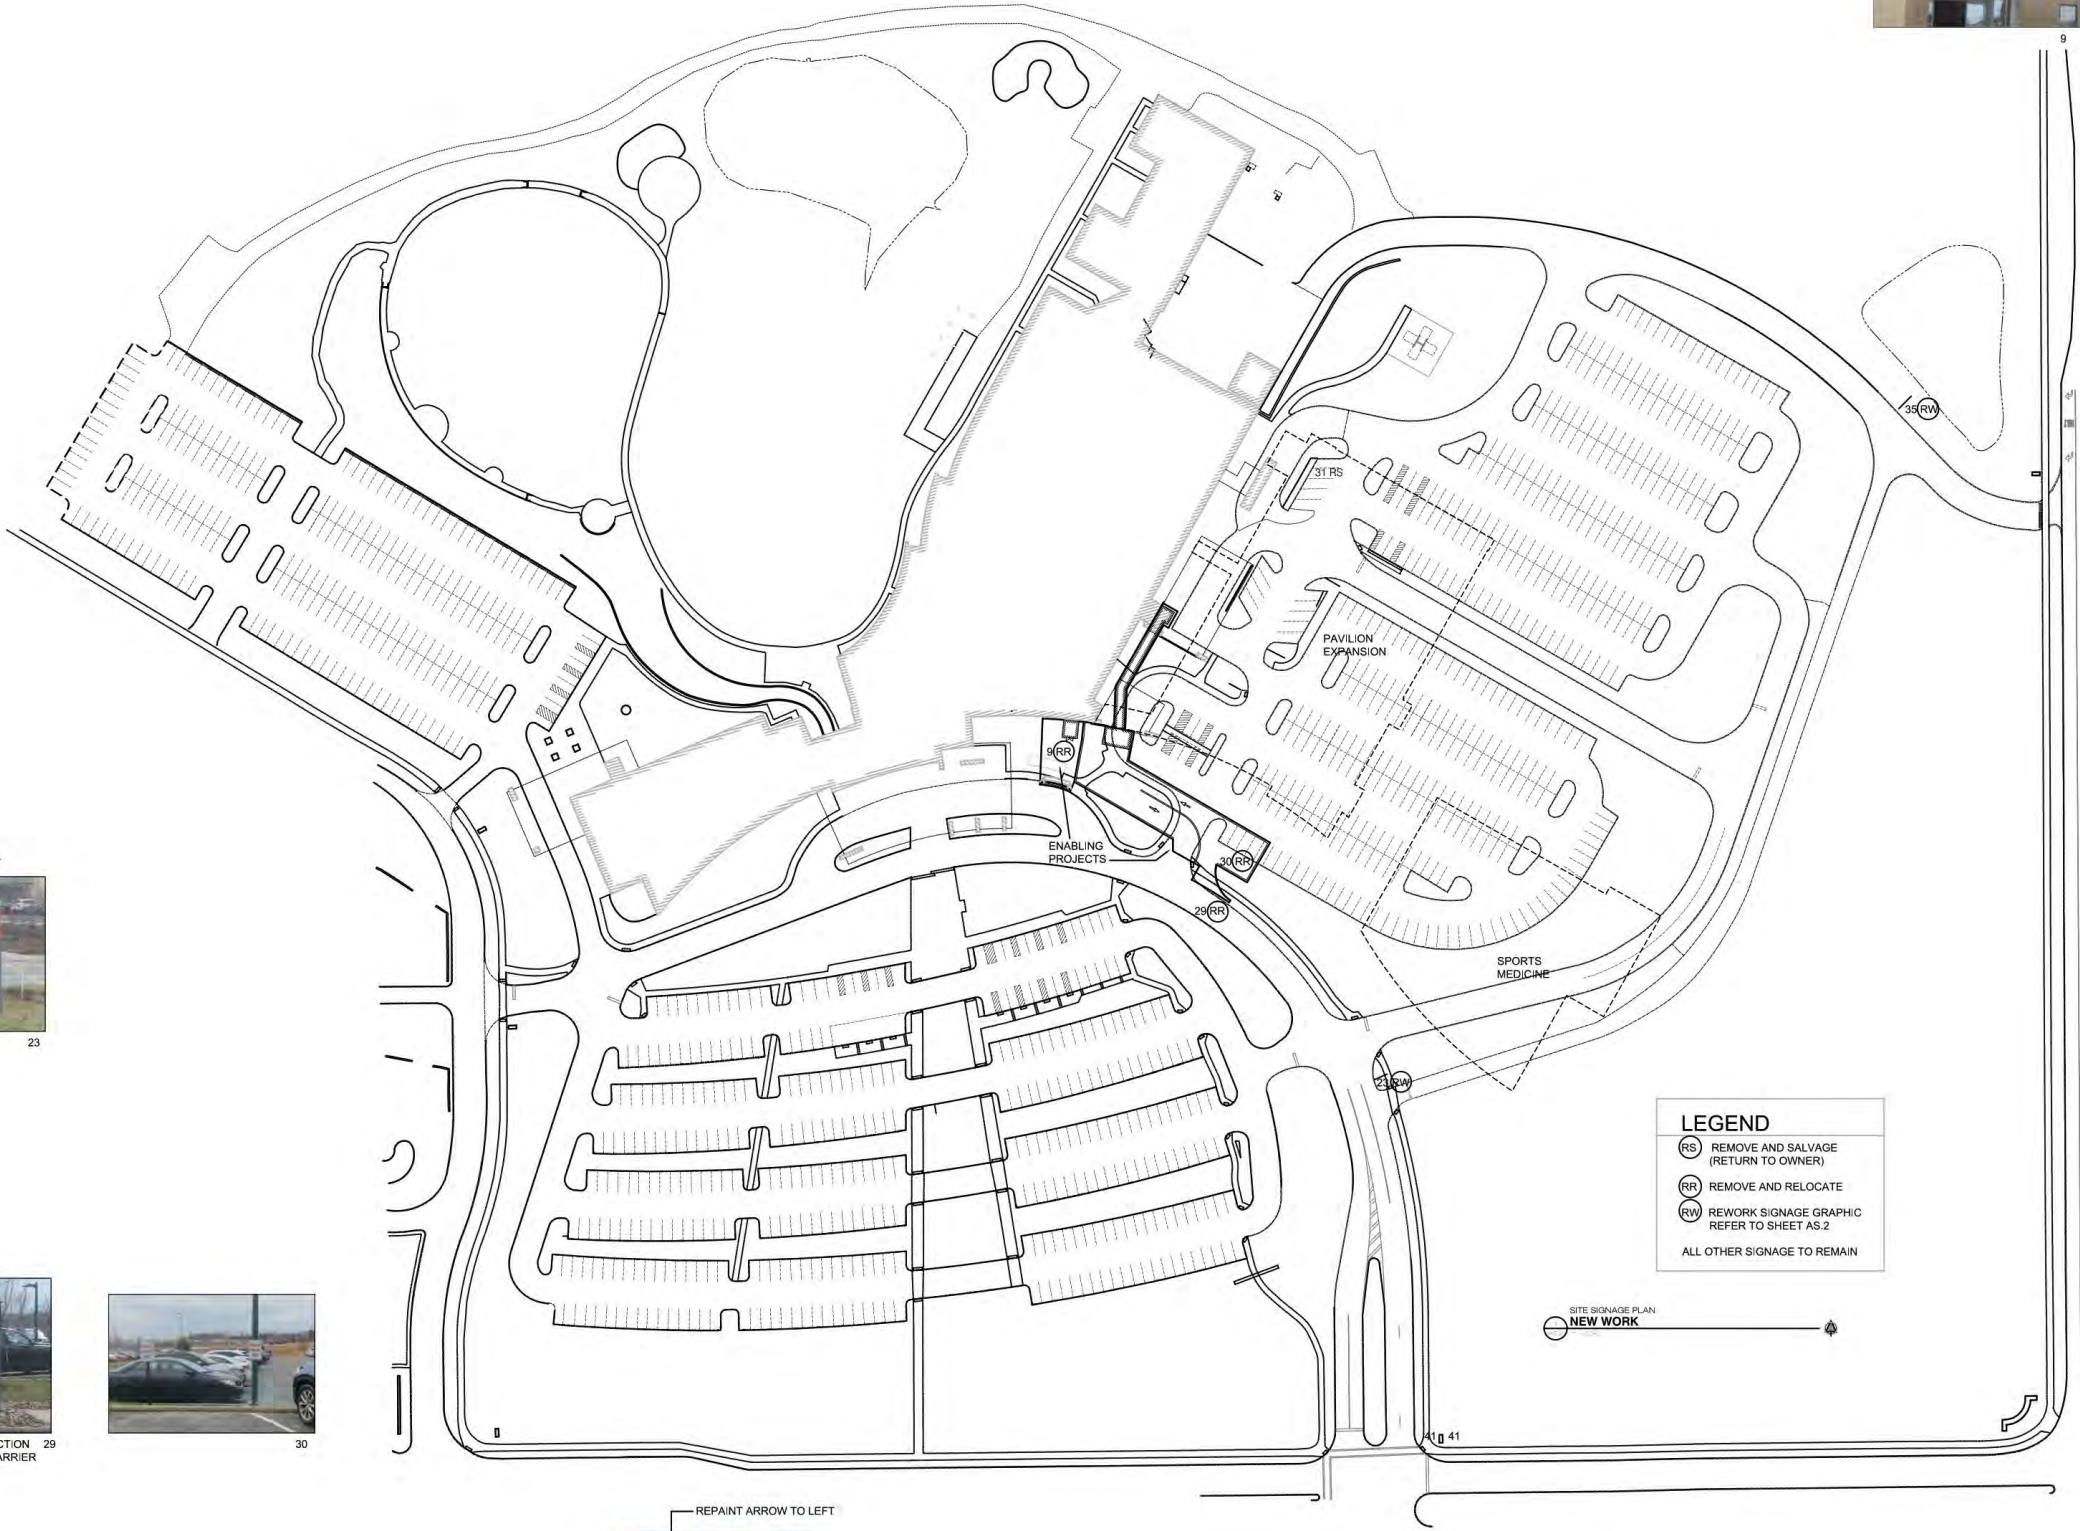 9
35 RW
31 RS
PAVILION
EXPANSION
9 RR
ENABLING
PROJECTS
30 RR
29 RR
SPORTS
MEDICINE
23
23 RW
LEGEND
RS REMOVE AND SALVAGE
(RETURN TO OWNER)
RR REMOVE AND RELOCATE
RW REWORK SIGNAGE GRAPHIC
REFER TO SHEET AS.2
ALL OTHER SIGNAGE TO REMAIN
SITE SIGNAGE PLAN
NEW WORK
41 41
CTION 29
ARRIER
30
REPAINT ARROW TO LEFT
H